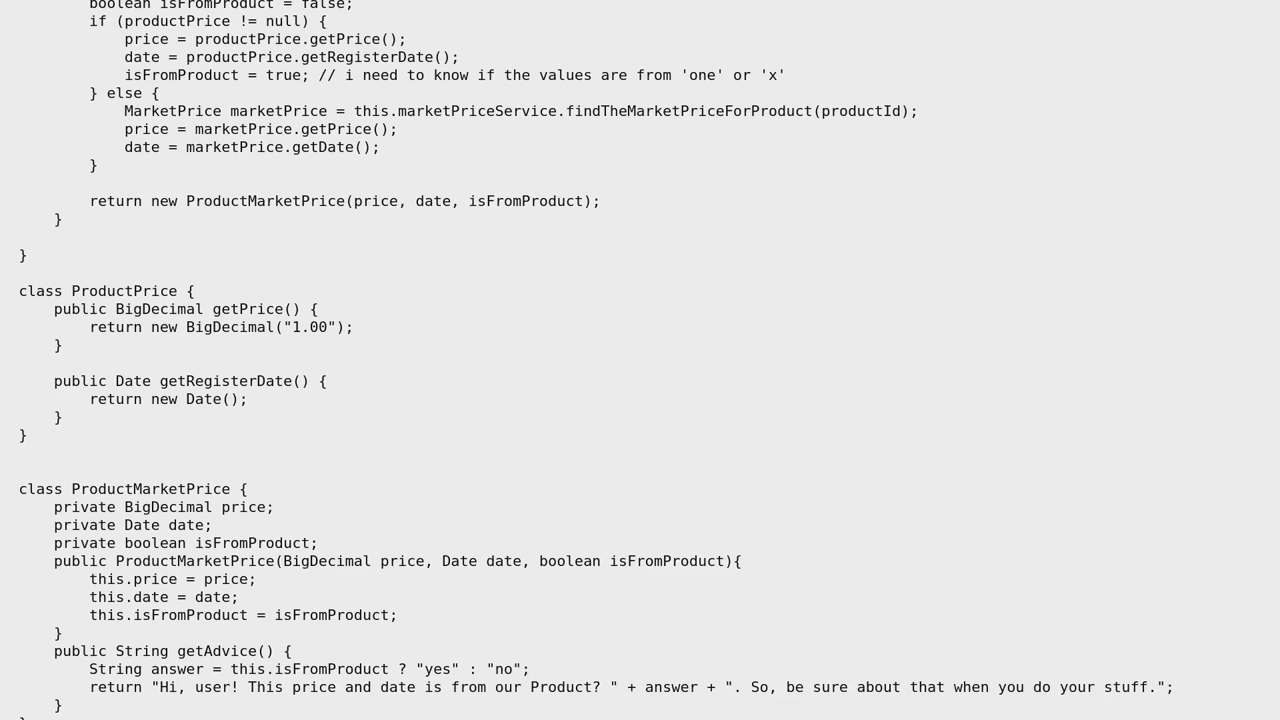 boolean isFromProduct = false;
        if (productPrice != null) {
            price = productPrice.getPrice();
            date = productPrice.getRegisterDate();
            isFromProduct = true; // i need to know if the values are from 'one' or 'x'
        } else {
            MarketPrice marketPrice = this.marketPriceService.findTheMarketPriceForProduct(productId);
            price = marketPrice.getPrice();
            date = marketPrice.getDate();
        }

        return new ProductMarketPrice(price, date, isFromProduct);
    }

}

class ProductPrice {
    public BigDecimal getPrice() {
        return new BigDecimal("1.00");
    }

    public Date getRegisterDate() {
        return new Date();
    }
}


class ProductMarketPrice {
    private BigDecimal price;
    private Date date;
    private boolean isFromProduct;
    public ProductMarketPrice(BigDecimal price, Date date, boolean isFromProduct){
        this.price = price;
        this.date = date;
        this.isFromProduct = isFromProduct;
    }
    public String getAdvice() {
        String answer = this.isFromProduct ? "yes" : "no";
        return "Hi, user! This price and date is from our Product? " + answer + ". So, be sure about that when you do your stuff.";
    }
}